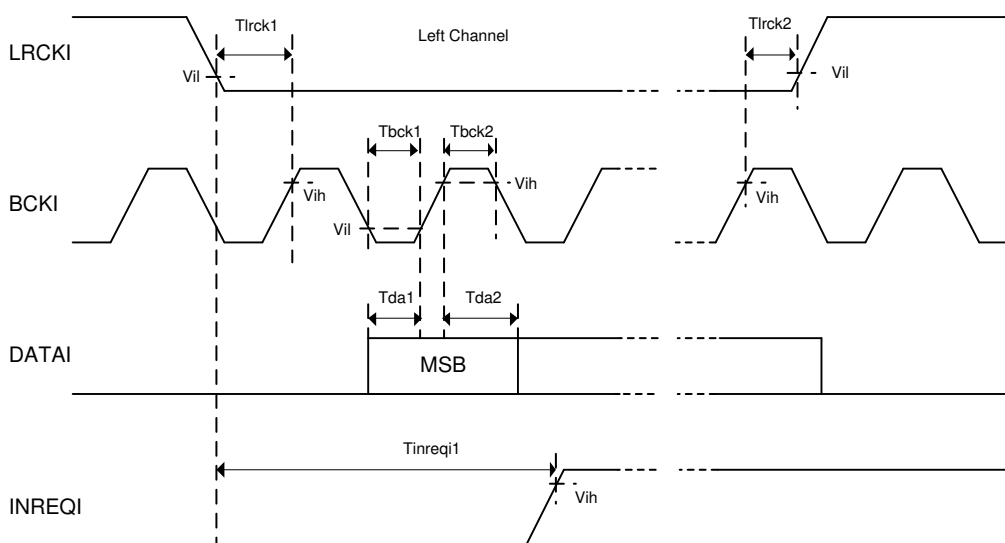 Tlrck1
Left Channel
Tlrck2
LRCKI
Vil
Vil
Tbck1
Tbck2
BCKI
Vih
Vil
Vih
Vih
Tda1
Tda2
DATAI
MSB
Tinreqi1
INREQI
Vih